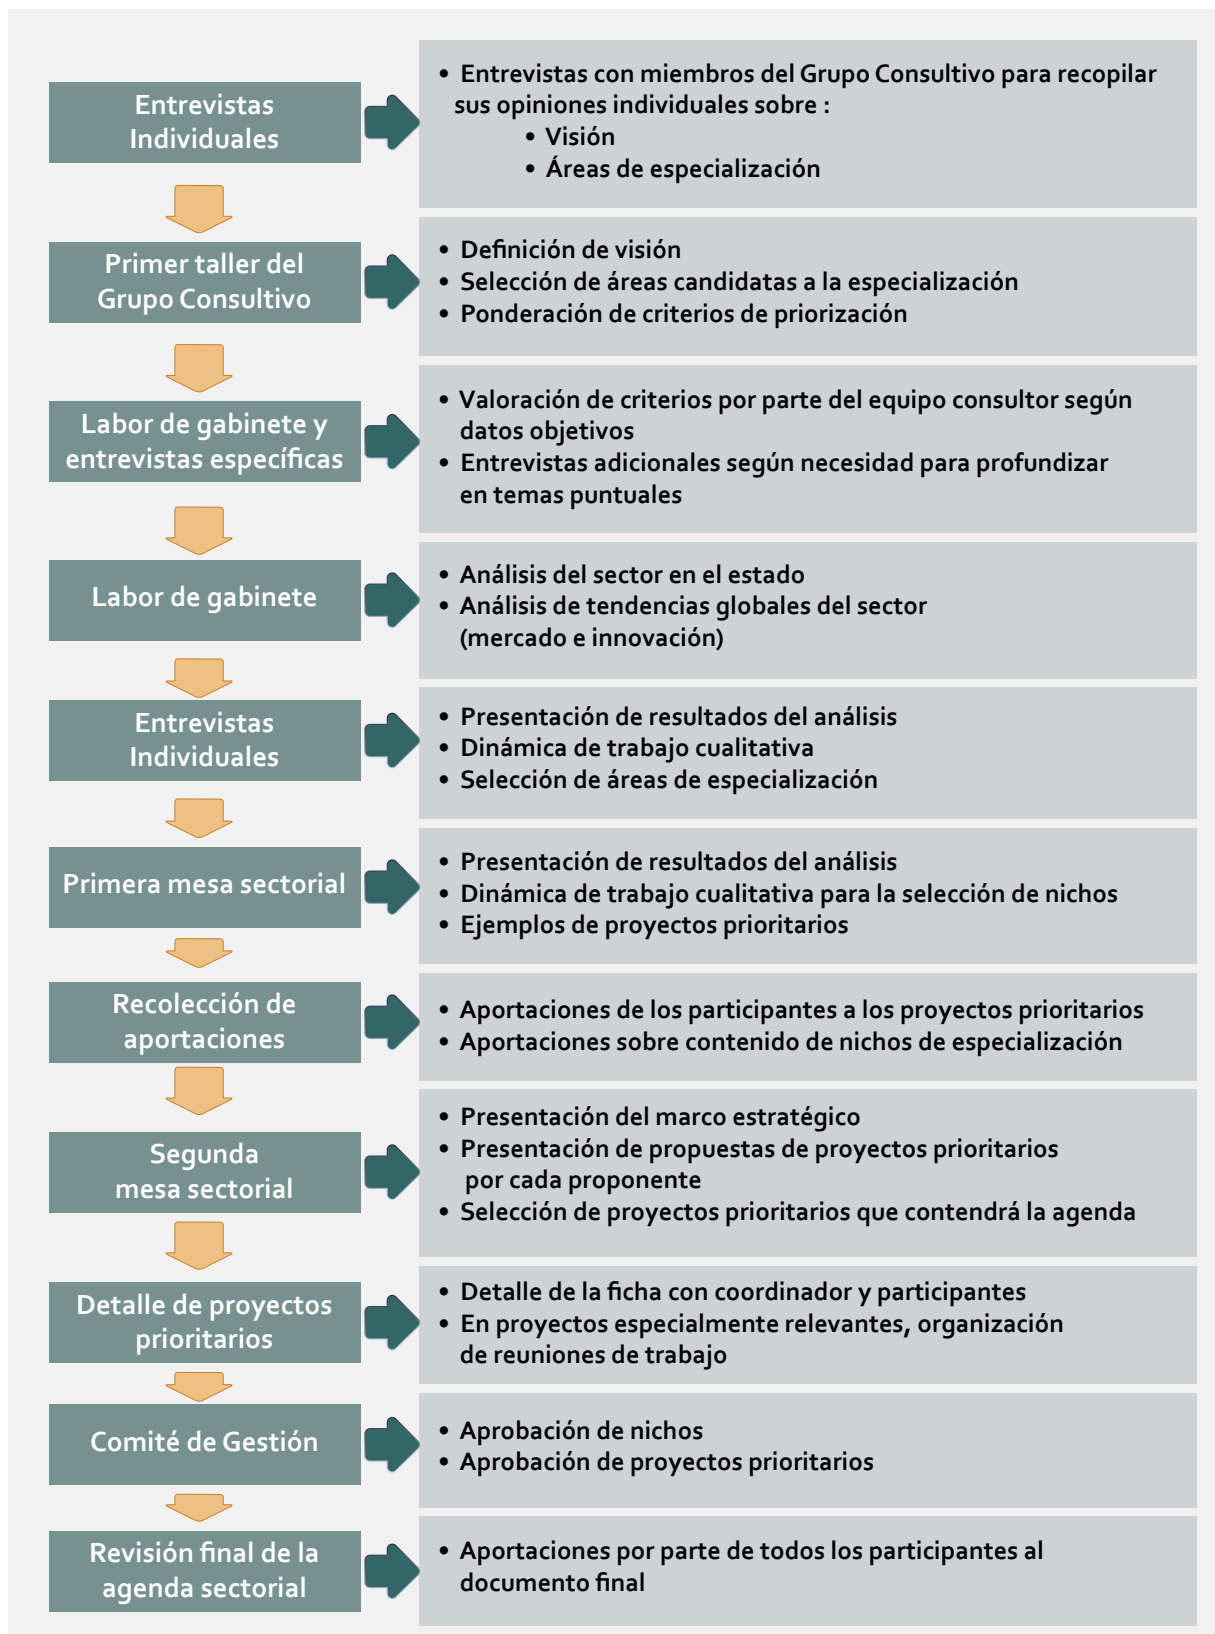 Entrevistas
Individuales
• Entrevistas con miembros del Grupo Consultivo para recopilar
sus opiniones individuales sobre :
• Visión
• Áreas de especialización
Primer taller del
Grupo Consultivo
• Definición de visión
• Selección de áreas candidatas a la especialización
• Ponderación de criterios de priorización
Labor de gabinete y
entrevistas específicas
• Valoración de criterios por parte del equipo consultor según
datos objetivos
• Entrevistas adicionales según necesidad para profundizar
en temas puntuales
Labor de gabinete
• Análisis del sector en el estado
• Análisis de tendencias globales del sector
(mercado e innovación)
Entrevistas
Individuales
• Presentación de resultados del análisis
• Dinámica de trabajo cualitativa
• Selección de áreas de especialización
Primera mesa sectorial
• Presentación de resultados del análisis
• Dinámica de trabajo cualitativa para la selección de nichos
• Ejemplos de proyectos prioritarios
Recolección de
aportaciones
• Aportaciones de los participantes a los proyectos prioritarios
• Aportaciones sobre contenido de nichos de especialización
Segunda
mesa sectorial
• Presentación del marco estratégico
• Presentación de propuestas de proyectos prioritarios
por cada proponente
• Selección de proyectos prioritarios que contendrá la agenda
Detalle de proyectos
prioritarios
• Detalle de la ficha con coordinador y participantes
• En proyectos especialmente relevantes, organización
de reuniones de trabajo
Comité de Gestión
• Aprobación de nichos
• Aprobación de proyectos prioritarios
Revisión final de la
agenda sectorial
• Aportaciones por parte de todos los participantes al
documento final